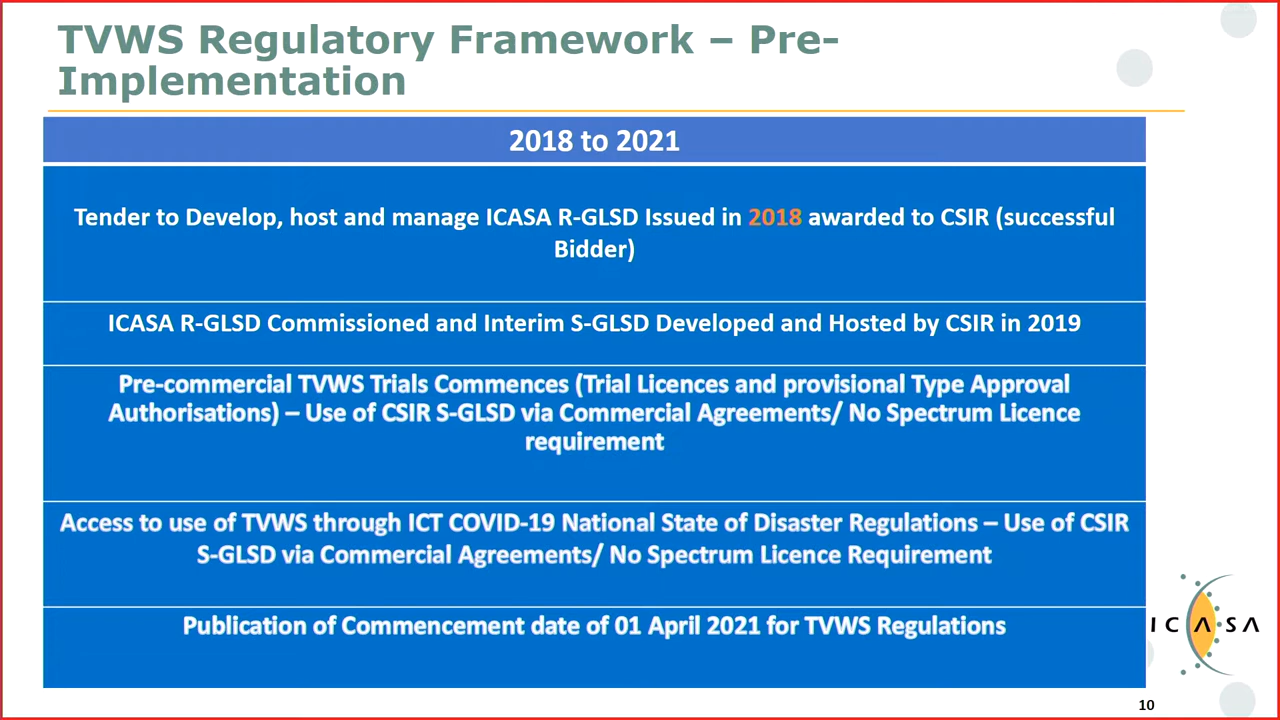 TVWS Regulatory Framework – Pre-
Implementation
2018 to 2021
Tender to Develop, host and manage ICASA R-GLSD Issued in 2018 awarded to CSIR (successful
Bidder)
ICASA R-GLSD Commissioned and Interim S-GLSD Developed and Hosted by CSIR in 2019
Pre-commercial TVWS Trials Commences (Trial Licences and provisional Type Approval
Authorisations) – Use of CSIR S-GLSD via Commercial Agreements/ No Spectrum Licence
requirement
Access to use of TVWS through ICT COVID-19 National State of Disaster Regulations – Use of CSIR
S-GLSD via Commercial Agreements/ No Spectrum Licence Requirement
Publication of Commencement date of 01 April 2021 for TVWS Regulations
ICASA
10